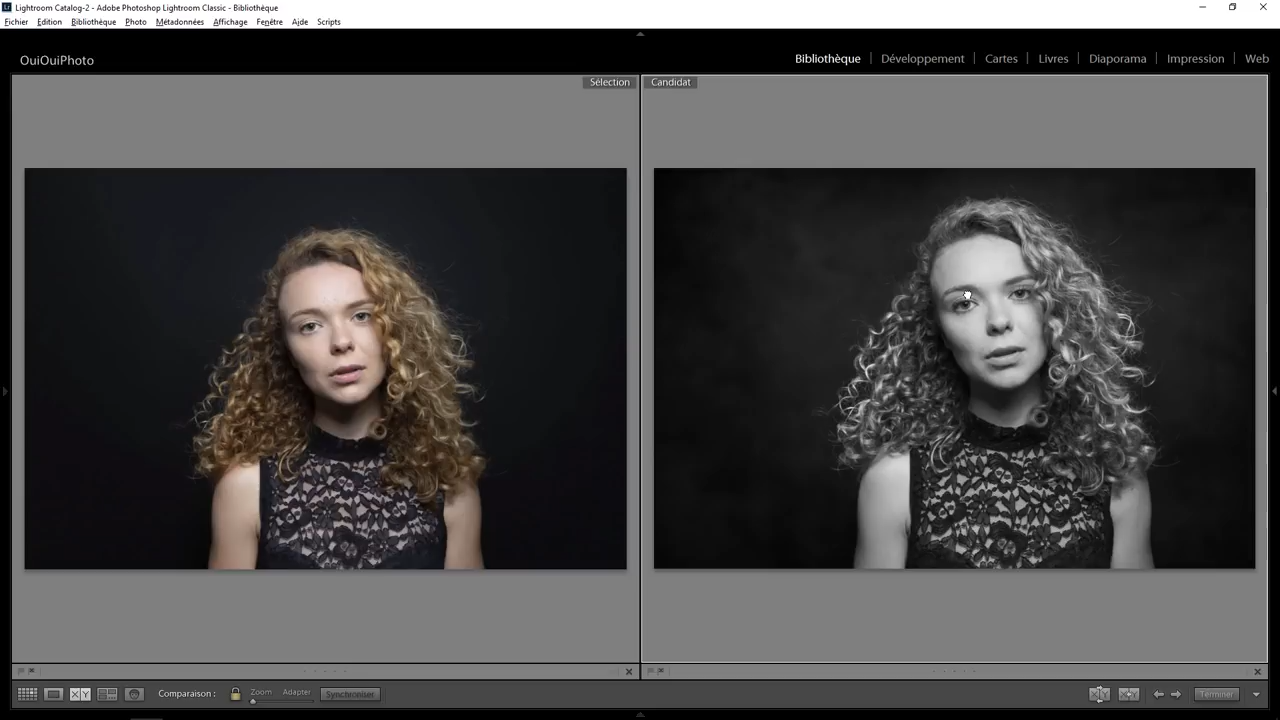 Lightroom Catalog-2 - Adobe Photoshop Lightroom Classic - Bibliothèque
Fichier Édition Bibliothèque Photo Métadonnées Affichage Fenêtre Aide Scripts
OuiOuiPhoto
Bibliothèque | Développement | Cartes | Livres | Diaporama | Impression | Web
Sélection
Candidat
Comparaison : Zoom Adapter Synchroniser
Terminer